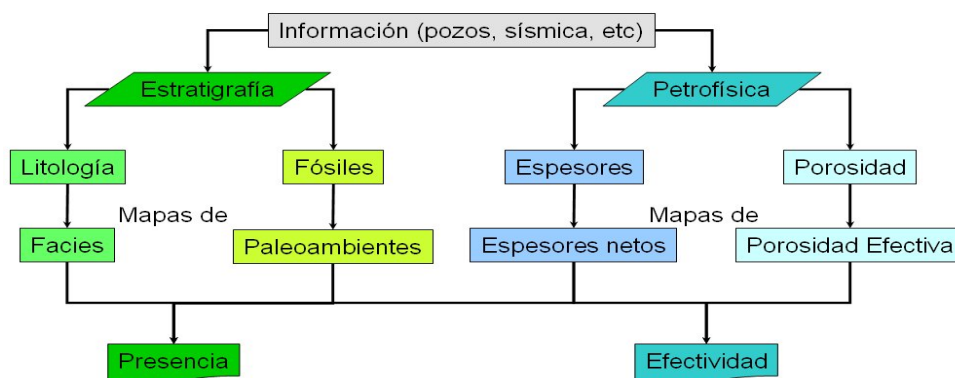 Información (pozos, sísmica, etc)
Estratigrafía
Petrofísica
Litología
Fósiles
Espesores
Porosidad
Mapas de
Mapas de
Facies
Paleoambientes
Espesores netos
Porosidad Efectiva
Presencia
Efectividad